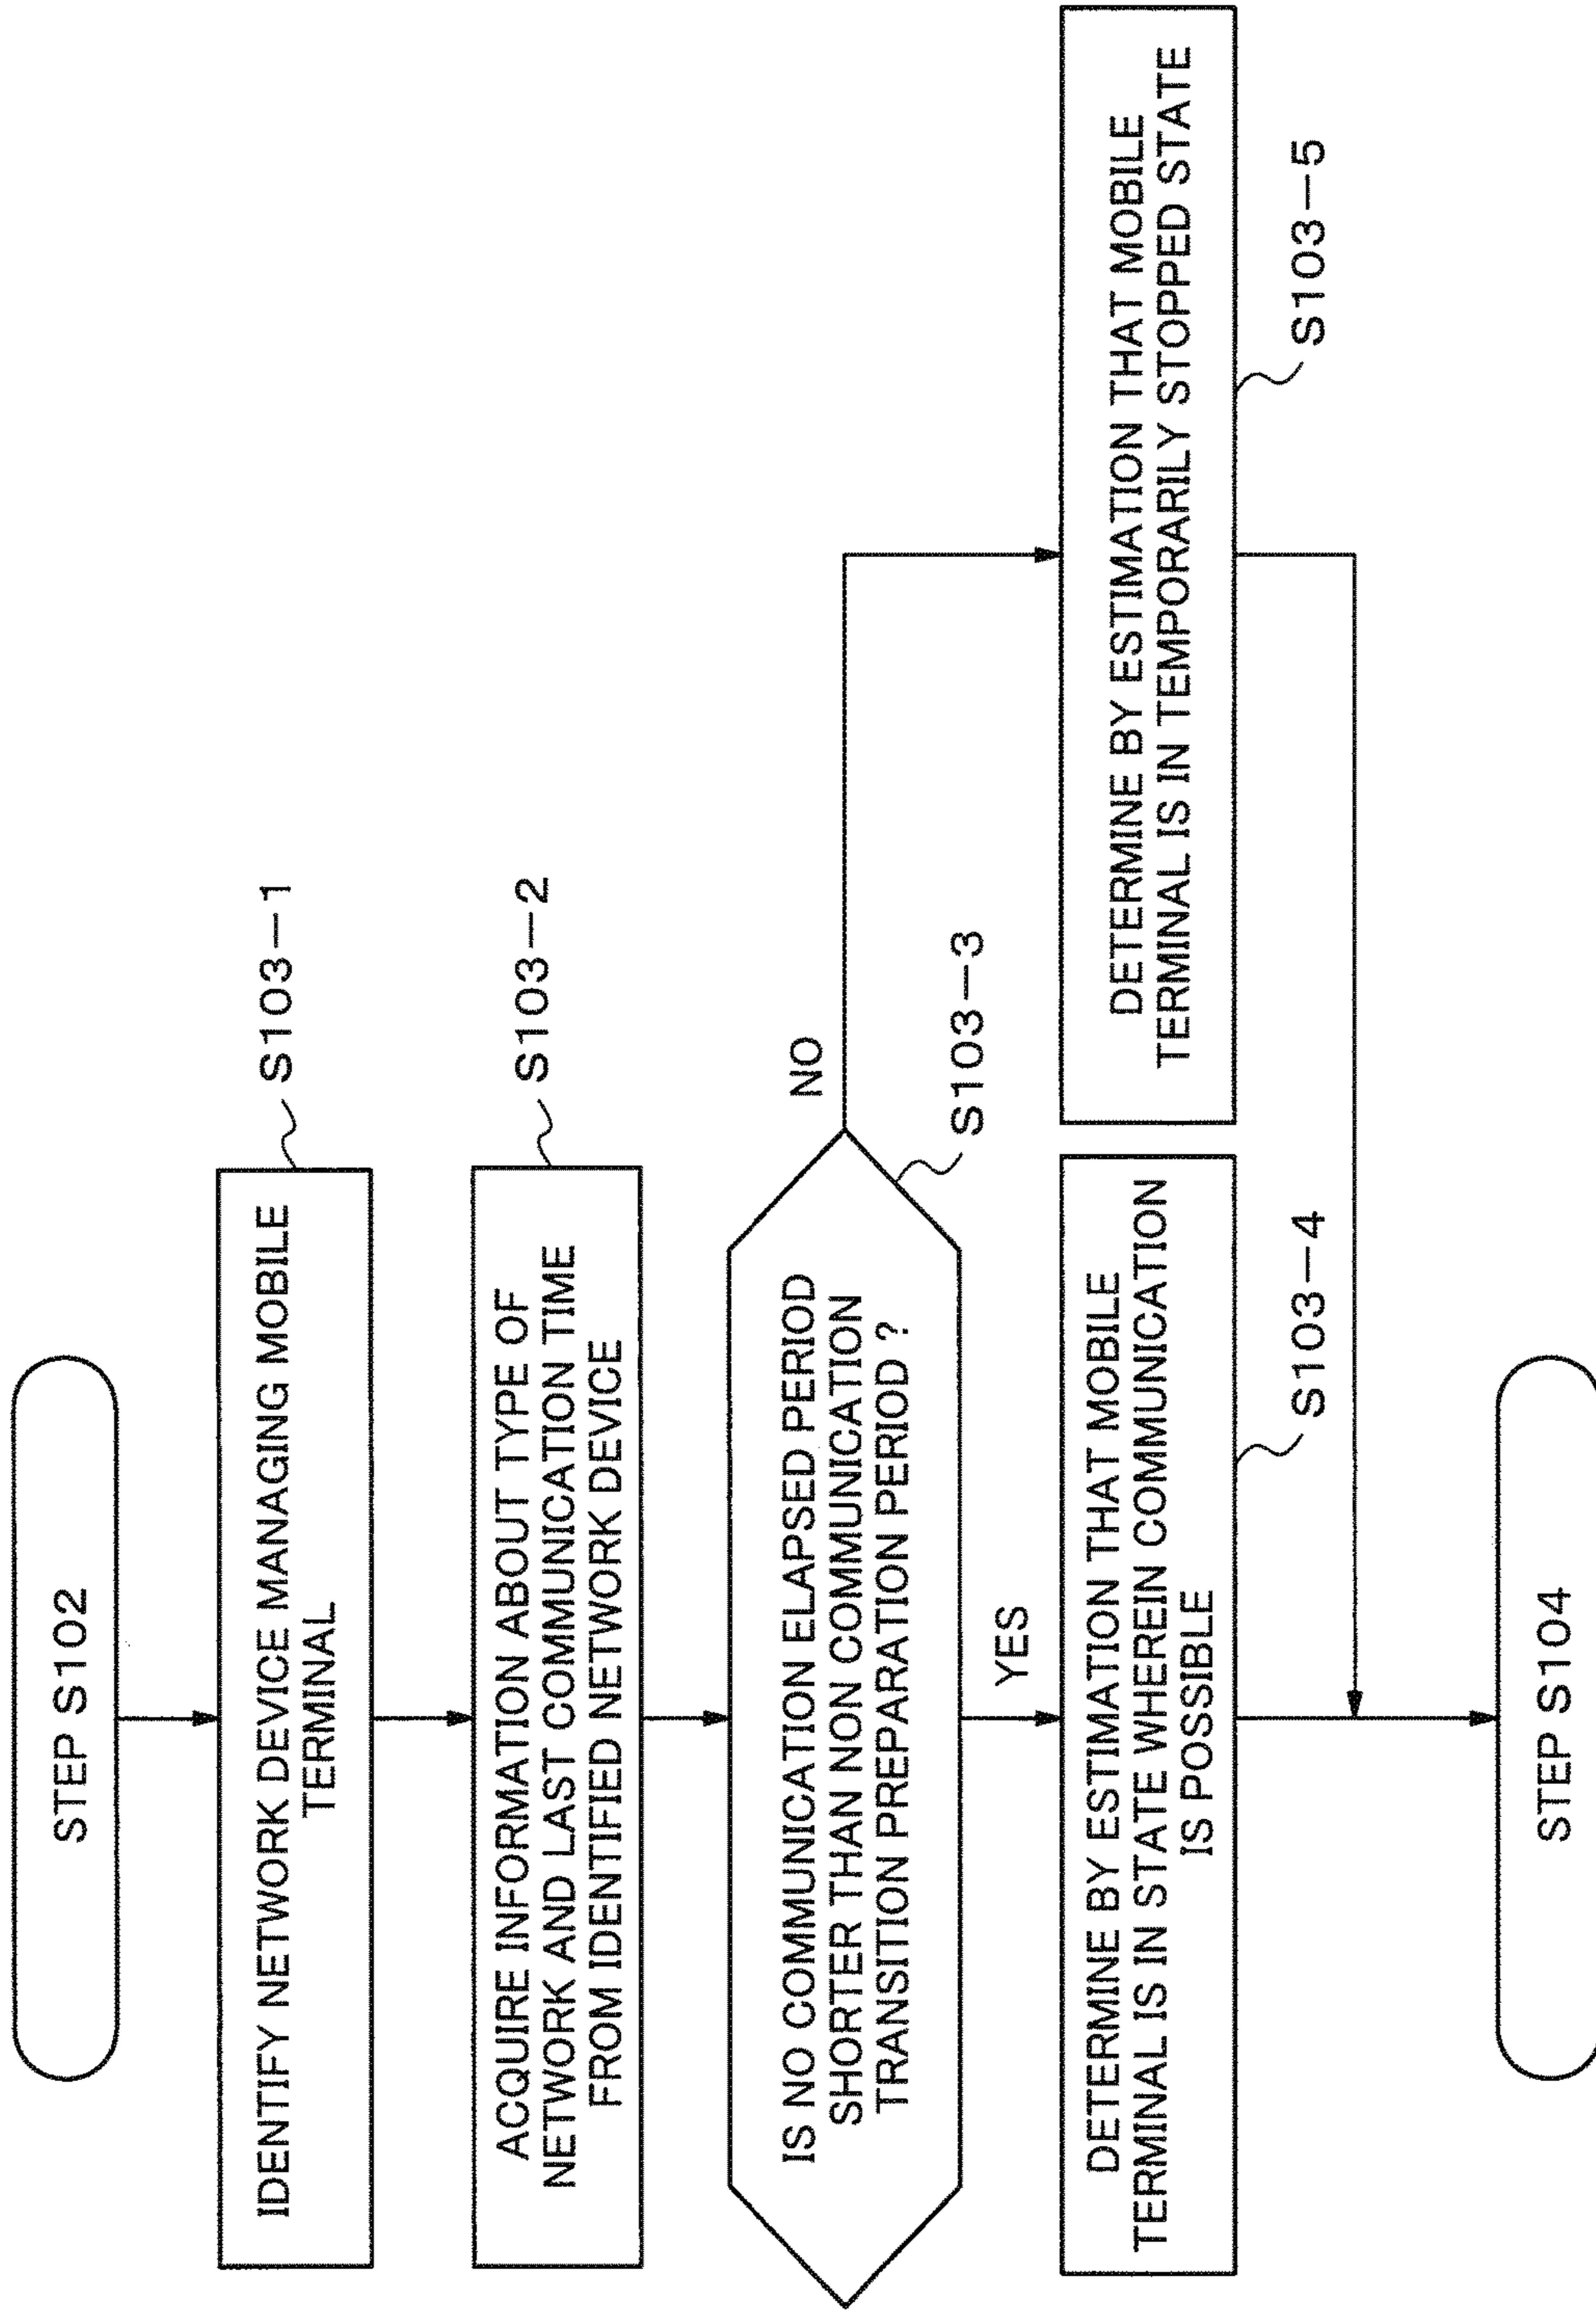 STEP S102
IDENTIFY NETWORK DEVICE MANAGING MOBILE
TERMINAL
S103-1
ACQUIRE INFORMATION ABOUT TYPE OF
NETWORK AND LAST COMMUNICATION TIME
FROM IDENTIFIED NETWORK DEVICE
S103-2
IS NO COMMUNICATION ELAPSED PERIOD
SHORTER THAN NON COMMUNICATION
TRANSITION PREPARATION PERIOD ?
S103-3
NO
YES
DETERMINE BY ESTIMATION THAT MOBILE
TERMINAL IS IN STATE WHEREIN COMMUNICATION
IS POSSIBLE
S103-4
DETERMINE BY ESTIMATION THAT MOBILE
TERMINAL IS IN TEMPORARILY STOPPED STATE
S103-5
STEP S104